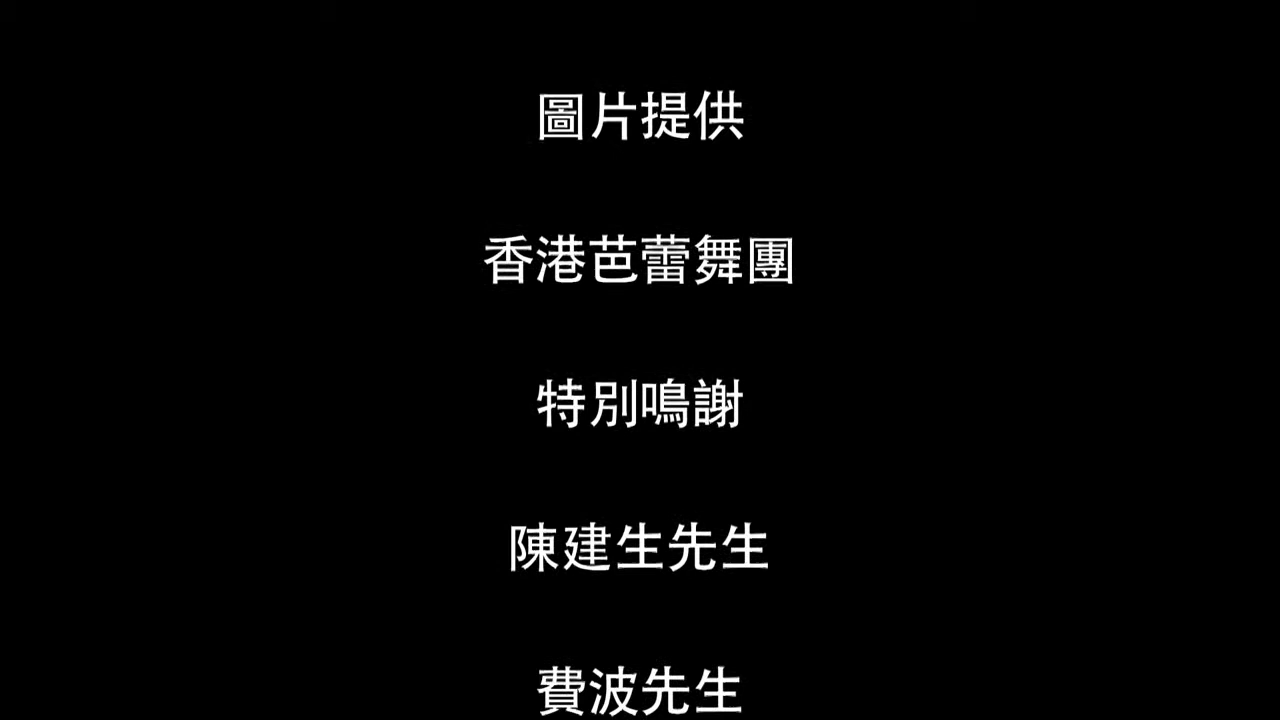 圖片提供
香港芭蕾舞團
特別鳴謝
陳建生先生
費波先生